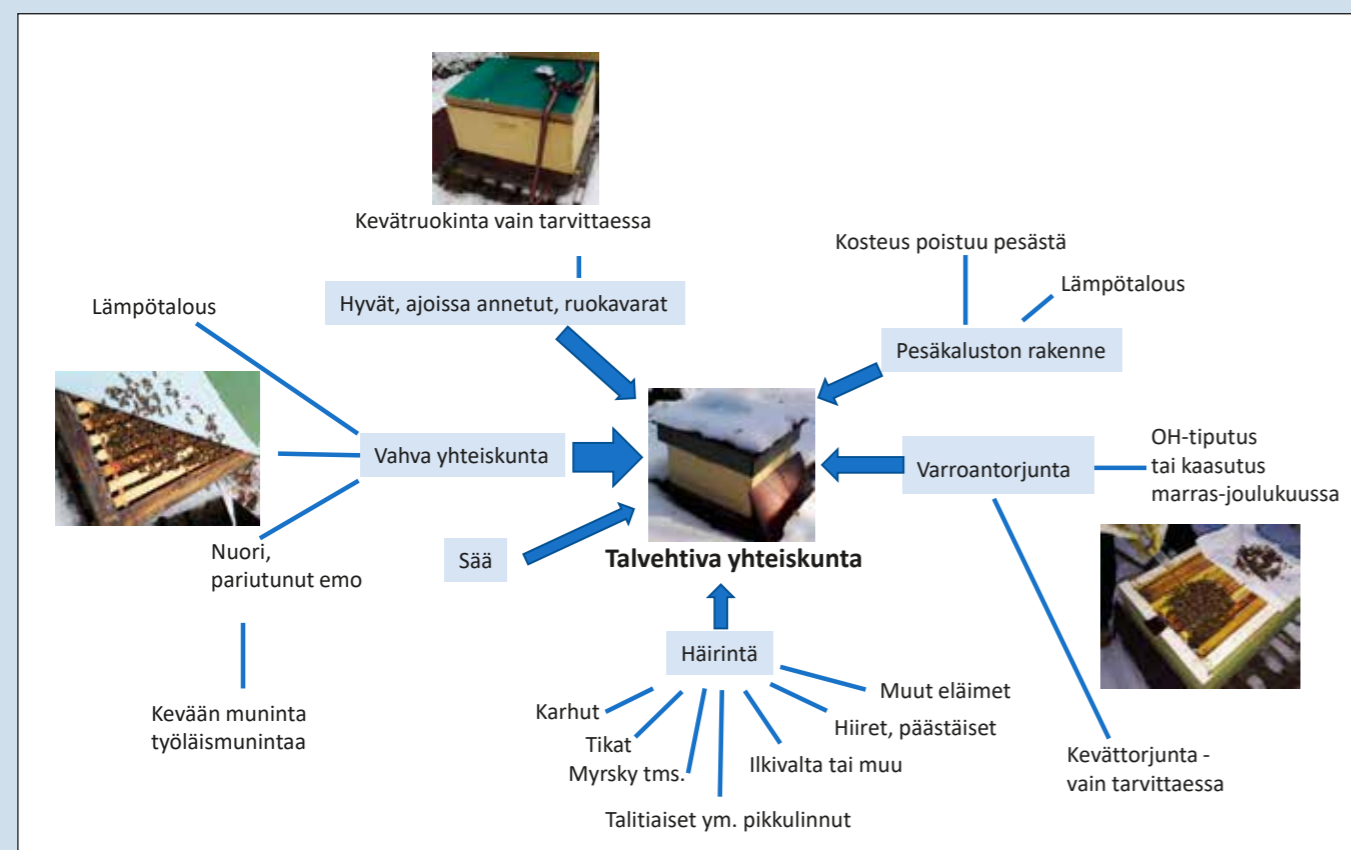 Kevätruokinta vain tarvittaessa
Hyvät, ajoissa annetut, ruokavarat
Kosteus poistuu pesästä
Lämpötalous
Pesäkaluston rakenne
Lämpötalous
Vahva yhteiskunta
Nuori,
pariutunut emo
Kevään muninta
työläismunintaa
Sää
Talvehtiva yhteiskunta
Varroantorjunta
OH-tiputus
tai kaasutus
marras-joulukuussa
Kevättorjunta -
vain tarvittaessa
Häirintä
Karhut
Tikat
Myrsky tms.
Talitiaiset ym. pikkulinnut
Ilkivalta tai muu
Hiiret, päästäiset
Muut eläimet